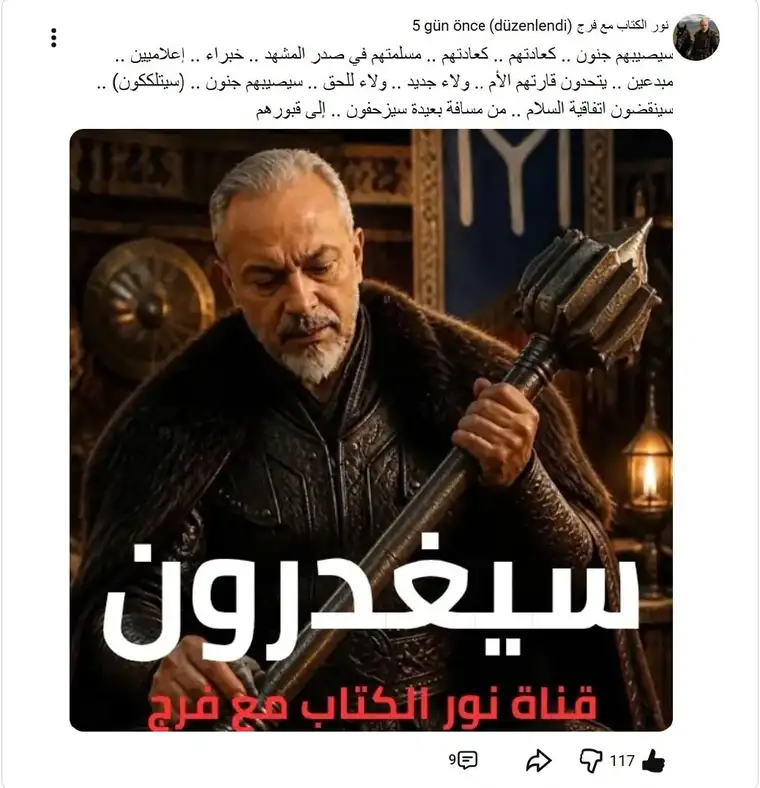 نور الكتاب مع فرج 5 gün önce (düzenlendi)
سيصيبهم جنون .. كعادتهم .. كعادتهم .. مسلمتهم في صدر المشهد .. خبراء .. إعلاميين ..
مبدعين .. يتحدون قارتهم الأم .. ولاء جديد .. ولاء للحق .. سيصيبهم جنون .. (سيتلككون) ..
سينقضون اتفاقية السلام .. من مسافة بعيدة سيزحفون .. إلى قبورهم
سيغدرون
قناة نور الكتاب مع فرج
117
9